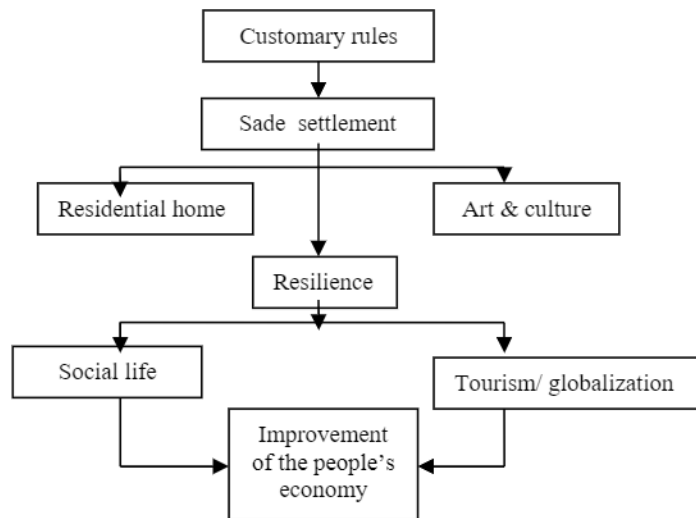 Customary rules
Sade settlement
Residential home
Art & culture
Resilience
Social life
Tourism/ globalization
Improvement
of the people's
economy